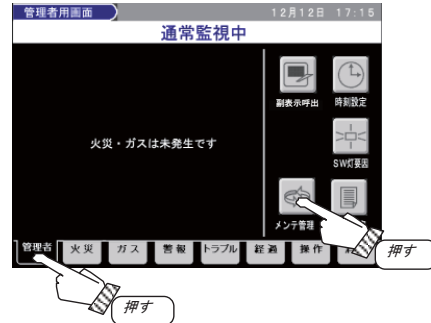 管理者用画面
12月12日 17:15
通常監視中
火災・ガスは未発生です
副表示呼出
時刻設定
SW灯要因
メンテ管理
管理者
火災
ガス
警報
トラブル
経過
操作
押す
押す